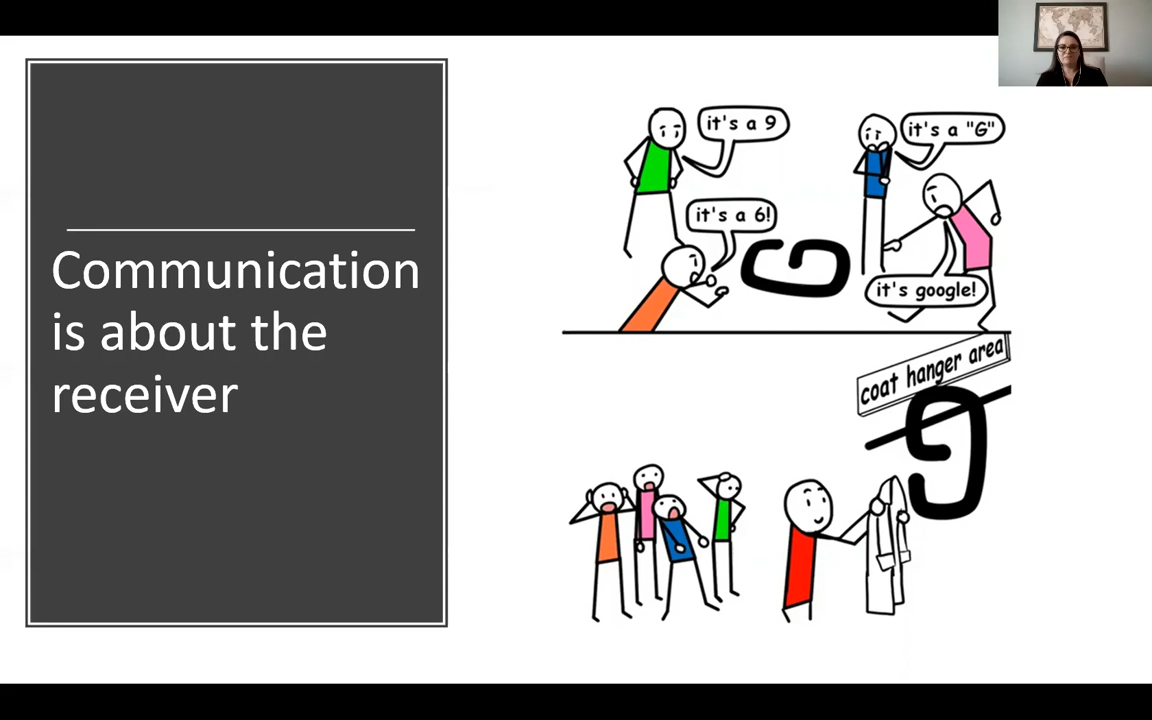 Communication
is about the
receiver
it's a 9
it's a "G"
it's a 6!
it's google!
coat hanger area